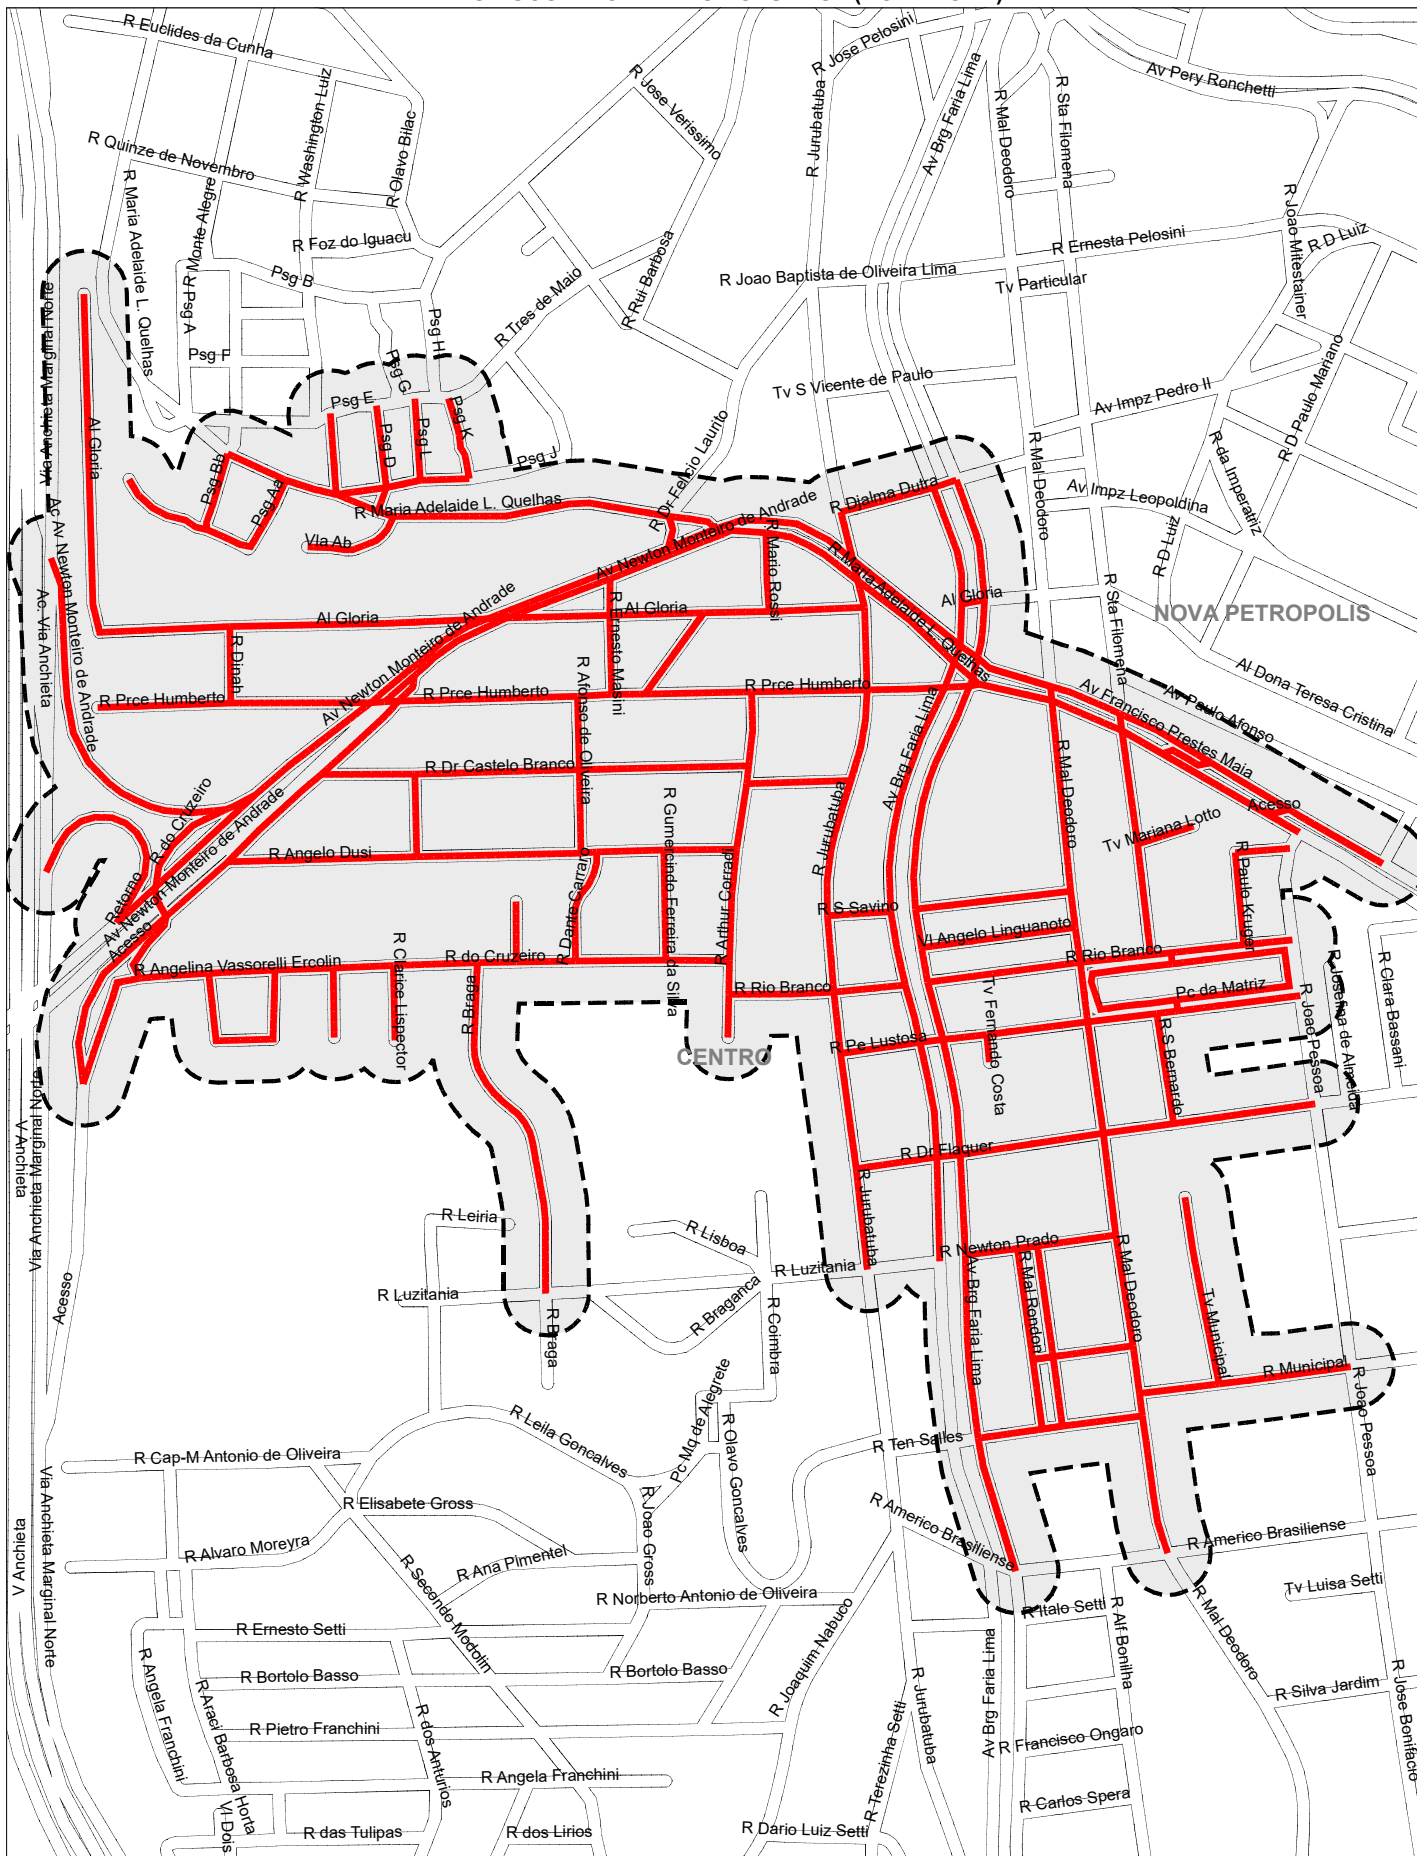 R Euclides da Cunha
R Jose Pelosini
R Jose Verissimo
Av Pery Ronchetti
R Washington Luiz
R Olavo Bilac
R Jurubatuba
Av Brg Faria Lima
R Mal Deodoro
R Sta Filomena
R Quinze de Novembro
R Maria Adelaide L. Quelhas
R Monte Alegre
Psg A
R Foz do Iguacu
Psg B
Psg H
R Tres de Maio
R Rui Barbosa
R Joao Baptista de Oliveira Lima
R Ernesta Pelosini
Tv Particular
R Joao Mitestainer
R D Luiz
Via Anchieta Marginal Norte
Psg F
Psg G
Psg E
Psg K
Psg D
Psg L
Psg J
Tv S Vicente de Paulo
Av Impz Pedro II
R D Paulo Mariano
Al Gloria
Psg Bb
Psg Aa
R Maria Adelaide L. Quelhas
Vla Ab
R Dr Felicio Laurito
R Djalma Dutra
R Mal Deodoro
Av Impz Leopoldina
R da Imperatriz
R D Luiz
Ac Av Newton Monteiro de Andrade
Ac. Via Anchieta
Av Newton Monteiro de Andrade
R Mario Rossi
R Maria Adelaide L. Quelhas
Al Gloria
R Sta Filomena
NOVA PETROPOLIS
Al Gloria
Al Gloria
R Ernesto Masini
Av Newton Monteiro de Andrade
R Dinah
R Prce Humberto
R Prce Humberto
R Prce Humberto
R Afonso de Oliveira
Al Dona Teresa Cristina
Av Paulo Afonso
Av Francisco Prestes Maia
Av Brg Faria Lima
R Mal Deodoro
R Dr Castelo Branco
R do Cruzeiro
R Gumercindo Ferreira da Silva
R Jurubatuba
Acesso
Tv Mariana Lotto
R Paulo Kruger
R Angelo Dusi
Av Newton Monteiro de Andrade
Retorno
Acesso
R Dante Carraro
R Arthur Corradi
R S Savino
Vl Angelo Linguanoto
R Rio Branco
R Angelina Vassorelli Ercolin
R Clarice Lispector
R do Cruzeiro
R Braga
R Rio Branco
Tv Fernando Costa
Pc da Matriz
R Joao Pessoa
R Josefina de Almeida
R Clara Bassani
CENTRO
R Pe Lustosa
R S Bernardo
V Anchieta
Via Anchieta Marginal Norte
R Dr Flaquer
R Jurubatuba
R Leiria
R Lisboa
R Luzitania
R Luzitania
R Newton Prado
Acesso
R Braga
R Braganca
R Coimbra
Av Brg Faria Lima
R Mal Rondon
R Mal Deodoro
Tv Municipal
R Municipal
R Joao Pessoa
R Leila Goncalves
Pc Mq de Alegrete
R Olavo Goncalves
R Ten Salles
R Cap-M Antonio de Oliveira
R Elisabete Gross
R Joao Gross
R Americo Brasiliense
R Americo Brasiliense
V Anchieta
Via Anchieta Marginal Norte
R Alvaro Moreyra
R Ana Pimentel
R Secondo Modolin
R Norberto Antonio de Oliveira
Tv Luisa Setti
R Italo Setti
R Alf Bonilha
R Mal Deodoro
R Ernesto Setti
R Joaquim Nabuco
R Bortolo Basso
R Bortolo Basso
R Angela Franchini
R Araci Barbosa Horta
R Silva Jardim
R Jose Bonifacio
R Jurubatuba
Av Brg Faria Lima
R Pietro Franchini
R dos Anturios
R Terezinha Setti
R Francisco Ongaro
R Angela Franchini
R Carlos Spera
Vl Dois
R das Tulipas
R dos Lirios
R Dario Luiz Setti